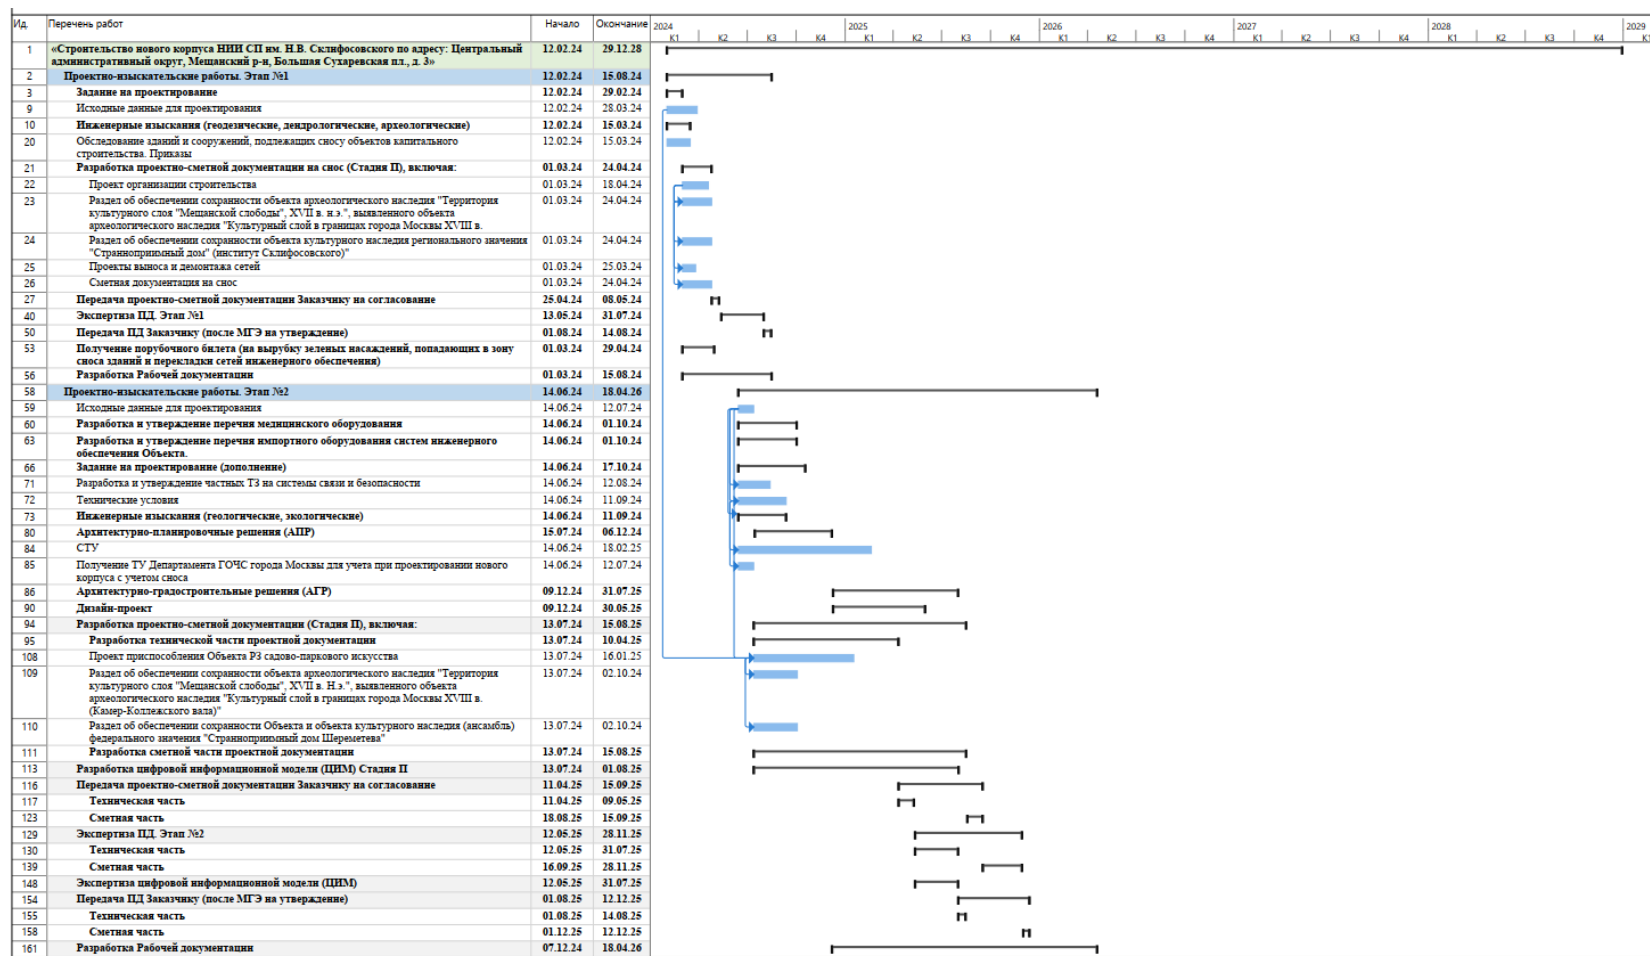 Ид. Перечень работ Начало Окончание 2024 2025 2026 2027 2028 2029
К1 К2 К3 К4 К1 К2 К3 К4 К1 К2 К3 К4 К1 К2 К3 К4 К1 К2 К3 К4 К1
1 «Строительство нового корпуса НИИ СП им. Н.В. Склифосовского по адресу: Центральный 12.02.24 29.12.28
административный округ, Мещанский р-н, Большая Сухаревская пл., д. 3»
2 Проектно-изыскательские работы. Этап №1 12.02.24 15.08.24
3 Задание на проектирование 12.02.24 29.02.24
9 Исходные данные для проектирования 12.02.24 28.03.24
10 Инженерные изыскания (геодезические, дендрологические, археологические) 12.02.24 15.03.24
20 Обследование зданий и сооружений, подлежащих сносу объектов капитального 12.02.24 15.03.24
строительства. Приказы
21 Разработка проектно-сметной документации на снос (Стадия П), включая: 01.03.24 24.04.24
22 Проект организации строительства 01.03.24 18.04.24
23 Раздел об обеспечении сохранности объекта археологического наследия "Территория 01.03.24 24.04.24
культурного слоя "Мещанской слободы", XVII в. н.э.", выявленного объекта
археологического наследия "Культурный слой в границах города Москвы XVIII в.
24 Раздел об обеспечении сохранности объекта культурного наследия регионального значения 01.03.24 24.04.24
"Странноприимный дом" (институт Склифосовского)"
25 Проекты выноса и демонтажа сетей 01.03.24 25.03.24
26 Сметная документация на снос 01.03.24 24.04.24
27 Передача проектно-сметной документации Заказчику на согласование 25.04.24 08.05.24
40 Экспертиза ПД. Этап №1 13.05.24 31.07.24
50 Передача ПД Заказчику (после МГЭ на утверждение) 01.08.24 14.08.24
53 Получение порубочного билета (на вырубку зеленых насаждений, попадающих в зону 01.03.24 29.04.24
сноса зданий и перекладки сетей инженерного обеспечения)
56 Разработка Рабочей документации 01.03.24 15.08.24
58 Проектно-изыскательские работы. Этап №2 14.06.24 18.04.26
59 Исходные данные для проектирования 14.06.24 12.07.24
60 Разработка и утверждение перечня медицинского оборудования 14.06.24 01.10.24
63 Разработка и утверждение перечня импортного оборудования систем инженерного 14.06.24 01.10.24
обеспечения Объекта.
66 Задание на проектирование (дополнение) 14.06.24 17.10.24
71 Разработка и утверждение частных ТЗ на системы связи и безопасности 14.06.24 12.08.24
72 Технические условия 14.06.24 11.09.24
73 Инженерные изыскания (геологические, экологические) 14.06.24 11.09.24
80 Архитектурно-планировочные решения (АПР) 15.07.24 06.12.24
84 СТУ 14.06.24 18.02.25
85 Получение ТУ Департамента ГОЧС города Москвы для учета при проектировании нового 14.06.24 12.07.24
корпуса с учетом сноса
86 Архитектурно-градостроительные решения (АГР) 09.12.24 31.07.25
90 Дизайн-проект 09.12.24 30.05.25
94 Разработка проектно-сметной документации (Стадия П), включая: 13.07.24 15.08.25
95 Разработка технической части проектной документации 13.07.24 10.04.25
108 Проект приспособления Объекта РЗ садово-паркового искусства 13.07.24 16.01.25
109 Раздел об обеспечении сохранности объекта археологического наследия "Территория 13.07.24 02.10.24
культурного слоя "Мещанской слободы", XVII в. Н.э.", выявленного объекта
археологического наследия "Культурный слой в границах города Москвы XVIII в.
(Камер-Коллежского вала)"
110 Раздел об обеспечении сохранности Объекта и объекта культурного наследия (ансамбль) 13.07.24 02.10.24
федерального значения "Странноприимный дом Шереметева"
111 Разработка сметной части проектной документации 13.07.24 15.08.25
113 Разработка цифровой информационной модели (ЦИМ) Стадия П 13.07.24 01.08.25
116 Передача проектно-сметной документации Заказчику на согласование 11.04.25 15.09.25
117 Техническая часть 11.04.25 09.05.25
123 Сметная часть 18.08.25 15.09.25
129 Экспертиза ПД. Этап №2 12.05.25 28.11.25
130 Техническая часть 12.05.25 31.07.25
139 Сметная часть 16.09.25 28.11.25
148 Экспертиза цифровой информационной модели (ЦИМ) 12.05.25 31.07.25
154 Передача ПД Заказчику (после МГЭ на утверждение) 01.08.25 12.12.25
155 Техническая часть 01.08.25 14.08.25
158 Сметная часть 01.12.25 12.12.25
161 Разработка Рабочей документации 07.12.24 18.04.26